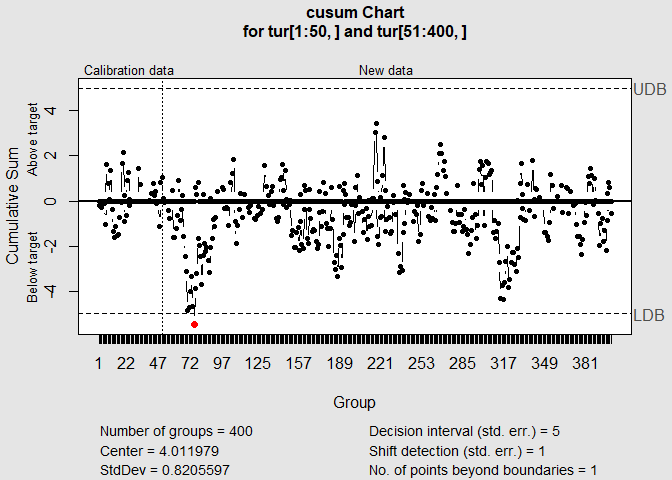 cusum Chart
for tur[1:50, ] and tur[51:400, ]
Calibration data
New data
UDB
LDB
Cumulative Sum
Above target
Below target
4
2
0
-2
-4
1 22 47 72 97 125 157 189 221 253 285 317 349 381
Group
Number of groups = 400
Center = 4.011979
StdDev = 0.8205597
Decision interval (std. err.) = 5
Shift detection (std. err.) = 1
No. of points beyond boundaries = 1